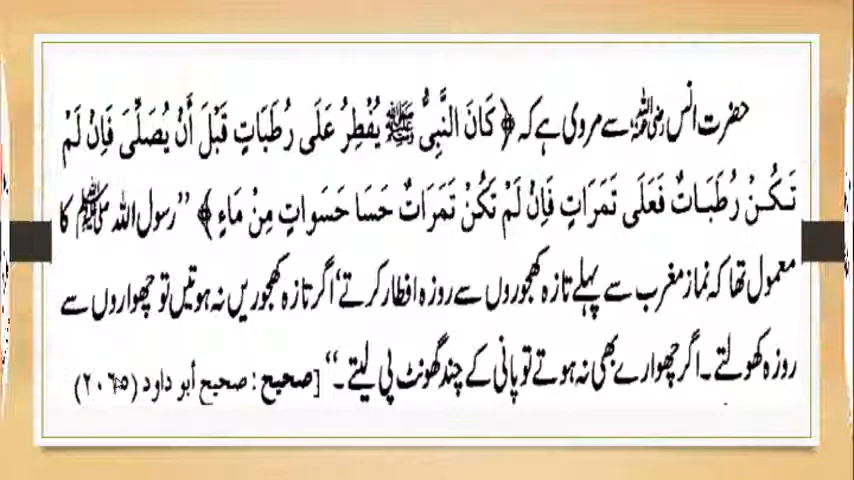 حضرت انس رضی اللہ عنہ سے مروی ہے کہ ﴿ كَانَ النَّبِيُّ ﷺ يُفْطِرُ عَلَى رُطَبَاتٍ قَبْلَ أَنْ يُصَلِّيَ فَإِنْ لَمْ
تَكُنْ رُطَبَاتٌ فَعَلَى تَمَرَاتٍ فَإِنْ لَمْ تَكُنْ تَمَرَاتٌ حَسَا حَسَوَاتٍ مِنْ مَاءٍ ﴾ ”رسول اللہ ﷺ کا
معمول تھا کہ نماز مغرب سے پہلے تازہ کھجوروں سے روزہ افطار کرتے‘ اگر تازہ کھجوریں نہ ہوتیں تو چھواروں سے
روزہ کھولتے۔ اگر چھوارے بھی نہ ہوتے تو پانی کے چند گھونٹ پی لیتے۔“ [صحيح : صحيح أبو داود (٢٠٦٥)